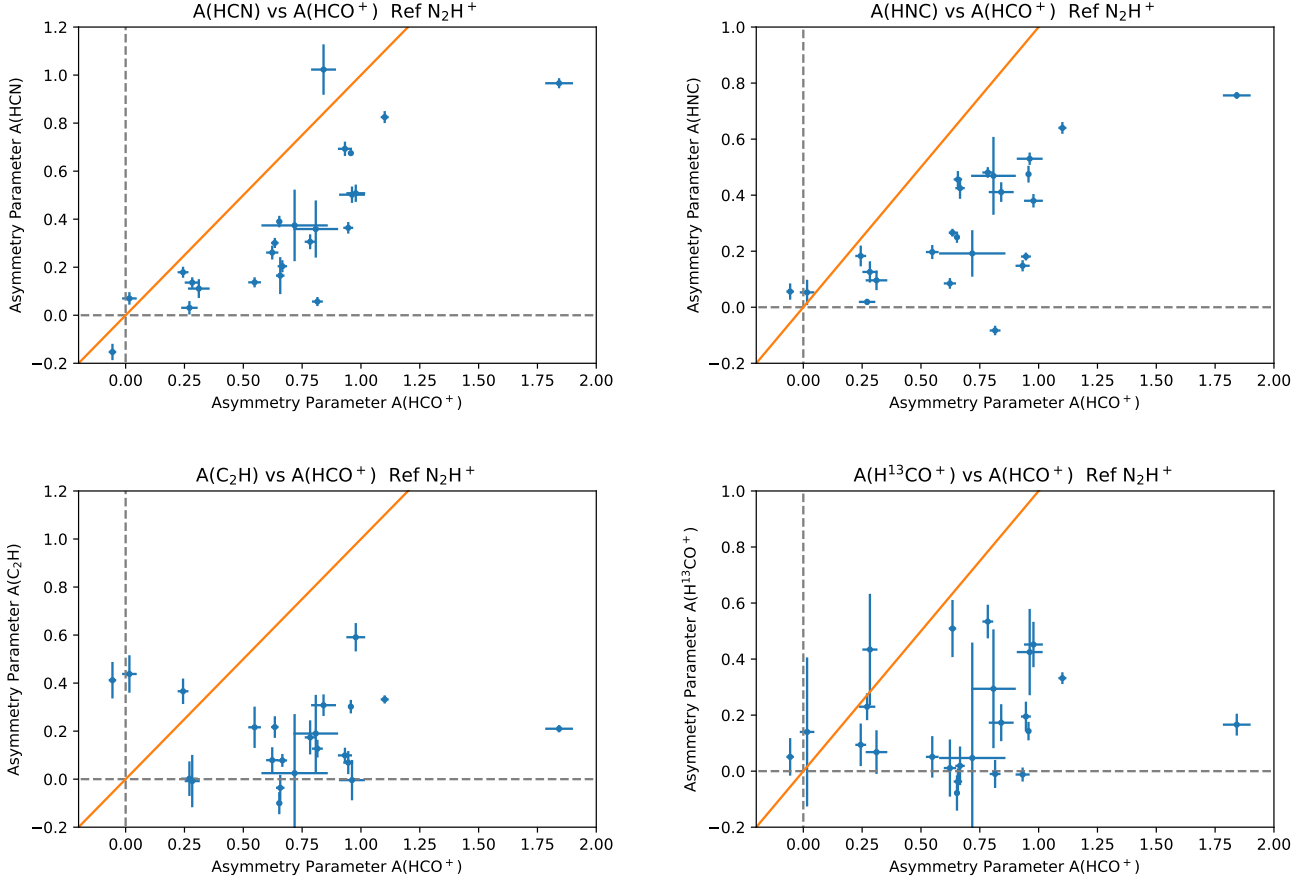 A(HCN) vs A(HCO⁺) Ref N₂H⁺
1.2
1.0
0.8
0.6
0.4
0.2
0.0
−0.2
Asymmetry Parameter A(HCN)
0.00 0.25 0.50 0.75 1.00 1.25 1.50 1.75 2.00
Asymmetry Parameter A(HCO⁺)
A(HNC) vs A(HCO⁺) Ref N₂H⁺
1.0
0.8
0.6
0.4
0.2
0.0
−0.2
Asymmetry Parameter A(HNC)
0.00 0.25 0.50 0.75 1.00 1.25 1.50 1.75 2.00
Asymmetry Parameter A(HCO⁺)
A(C₂H) vs A(HCO⁺) Ref N₂H⁺
1.2
1.0
0.8
0.6
0.4
0.2
0.0
−0.2
Asymmetry Parameter A(C₂H)
0.00 0.25 0.50 0.75 1.00 1.25 1.50 1.75 2.00
Asymmetry Parameter A(HCO⁺)
A(H¹³CO⁺) vs A(HCO⁺) Ref N₂H⁺
1.0
0.8
0.6
0.4
0.2
0.0
−0.2
Asymmetry Parameter A(H¹³CO⁺)
0.00 0.25 0.50 0.75 1.00 1.25 1.50 1.75 2.00
Asymmetry Parameter A(HCO⁺)